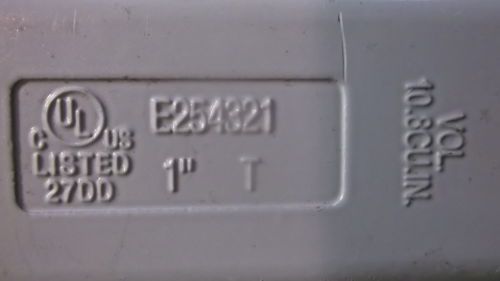 UL
C US
LISTED
27DD
E254321
1" T
VOL.
10.8CU.IN.